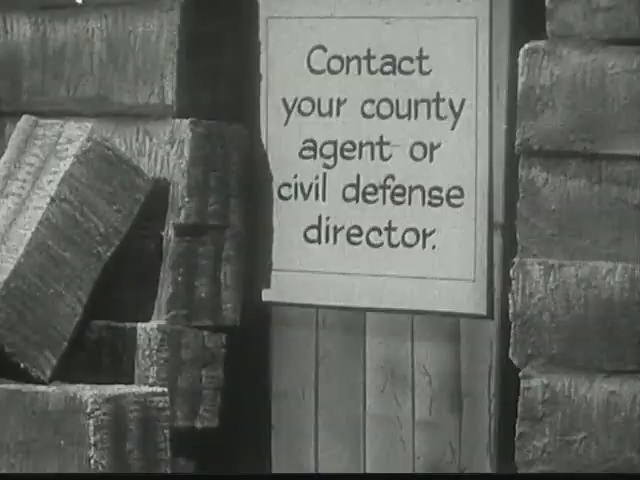 Contact
your county
agent or
civil defense
director.